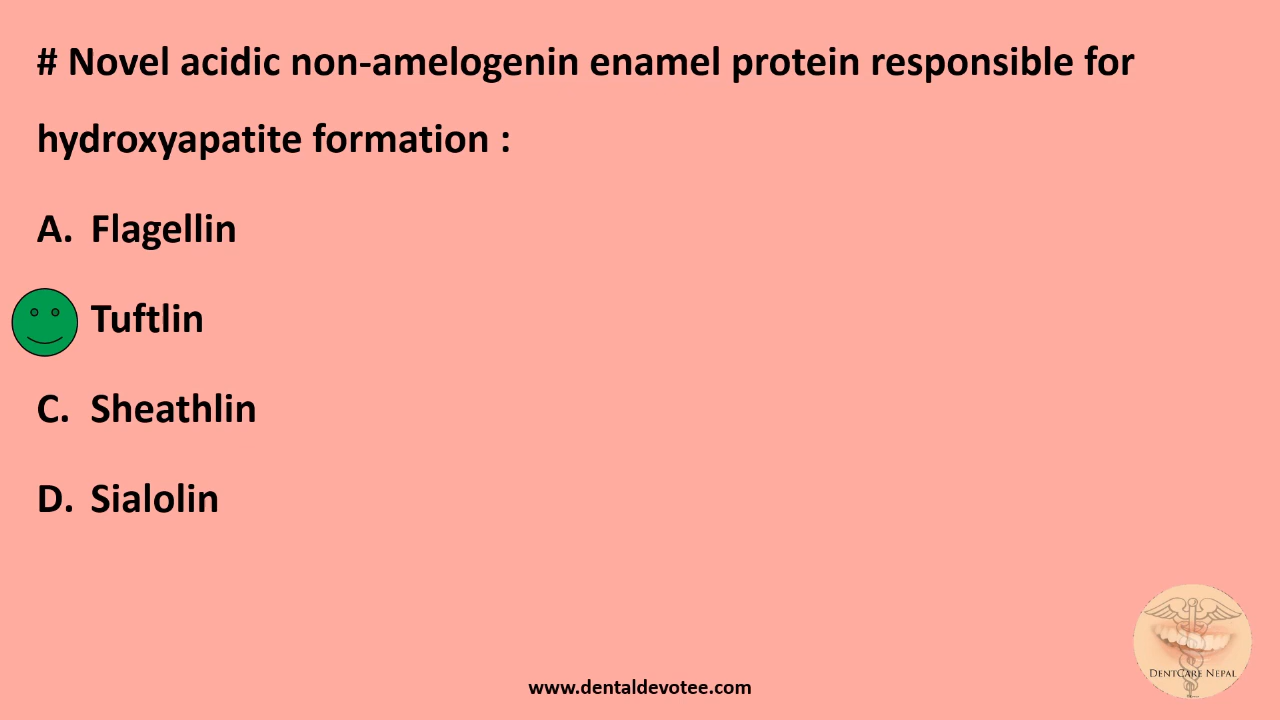 # Novel acidic non-amelogenin enamel protein responsible for
hydroxyapatite formation :
A. Flagellin
Tuftlin
C. Sheathlin
D. Sialolin
DENTCARE NEPAL
www.dentaldevotee.com